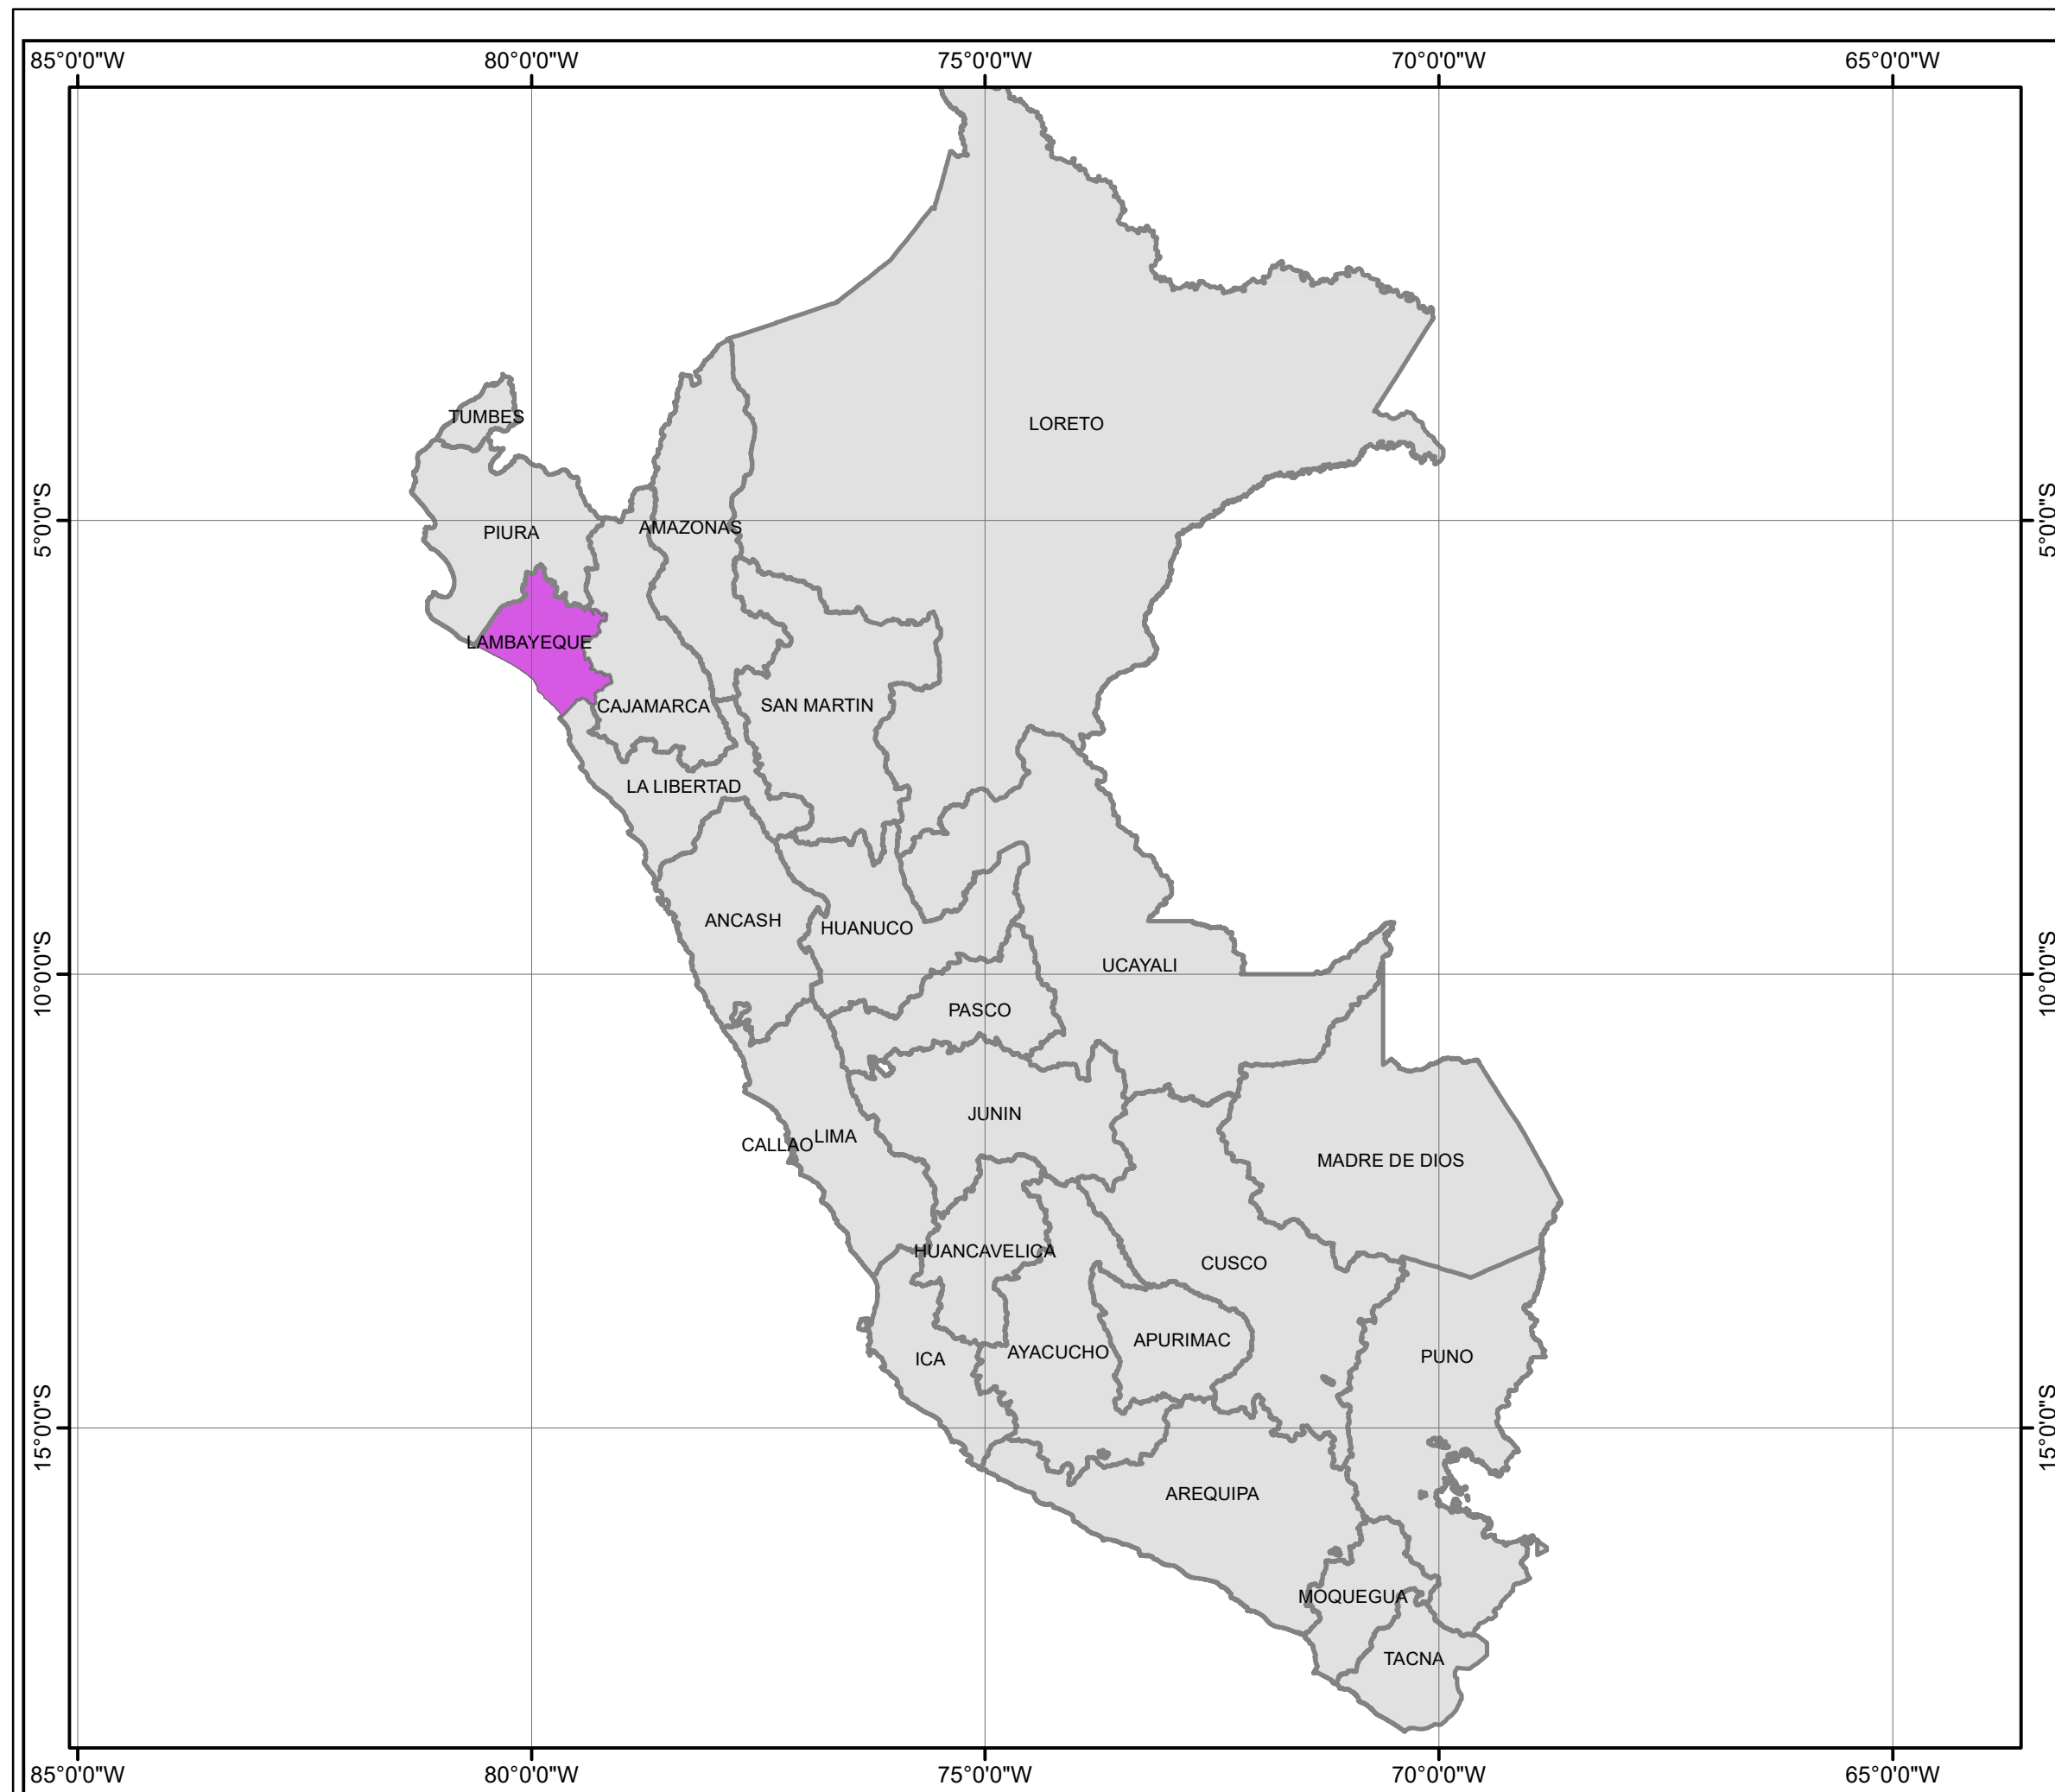 85°0'0"W 80°0'0"W 75°0'0"W 70°0'0"W 65°0'0"W
TUMBES
LORETO
5°0'0"S
5°0'0"S
AMAZONAS
PIURA
LAMBAYEQUE
CAJAMARCA
SAN MARTIN
LA LIBERTAD
ANCASH
HUANUCO
UCAYALI
10°0'0"S
10°0'0"S
PASCO
JUNIN
LIMA
CALLAO
MADRE DE DIOS
HUANCAVELICA
CUSCO
APURIMAC
AYACUCHO
ICA
PUNO
15°0'0"S
15°0'0"S
AREQUIPA
MOQUEGUA
TACNA
85°0'0"W 80°0'0"W 75°0'0"W 70°0'0"W 65°0'0"W